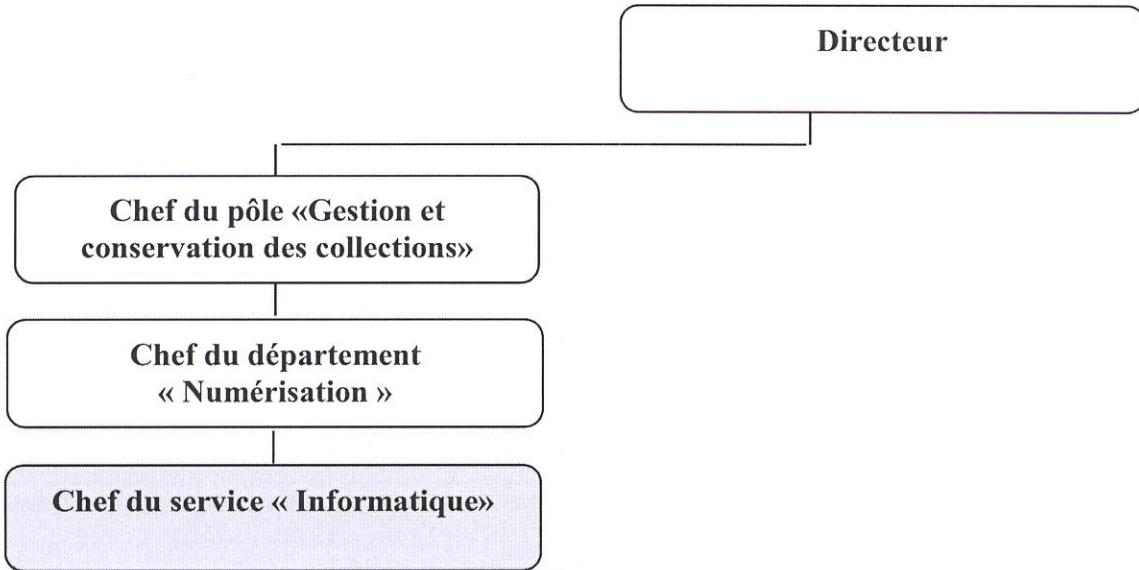 Directeur
Chef du pôle «Gestion et
conservation des collections»
Chef du département
« Numérisation »
Chef du service « Informatique»